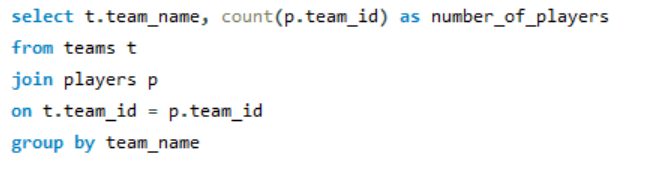 select t.team_name, count(p.team_id) as number_of_players
from teams t
join players p
on t.team_id = p.team_id
group by team_name